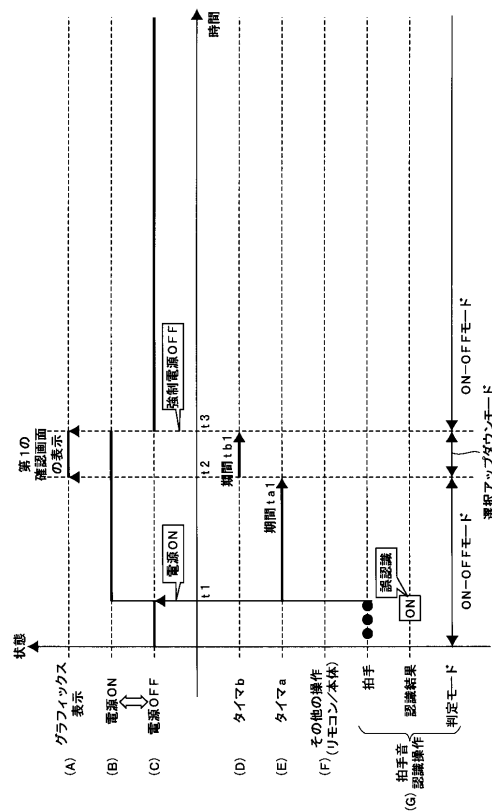 状態
時間
(A) グラフィックス
表示
第1の
確認画面
の表示
(B) 電源ON
(C) 電源OFF
電源ON
強制電源OFF
t1
t2
t3
(D) タイマb
期間tb1
(E) タイマa
期間ta1
(F) その他の操作
(リモコン/本体)
(G) 拍手音
認識操作
拍手
認識結果
誤認識
ON
判定モード
ON-OFFモード
選択アップダウンモード
ON-OFFモード